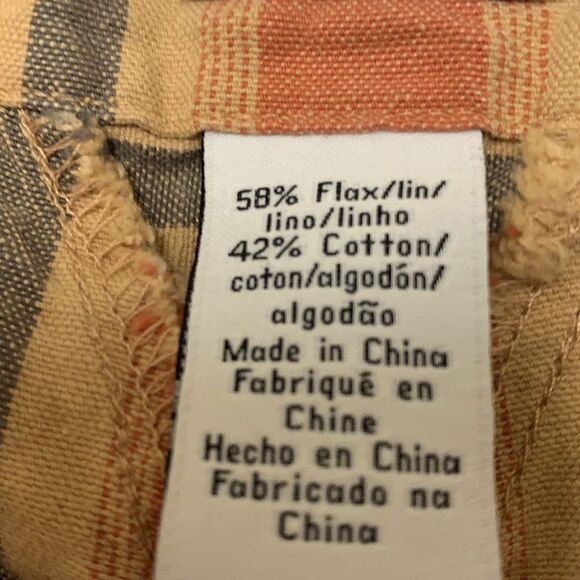 58% Flax/lin/
lino/linho
42% Cotton/
coton/algodón/
algodão
Made in China
Fabriqué en
Chine
Hecho en China
Fabricado na
China